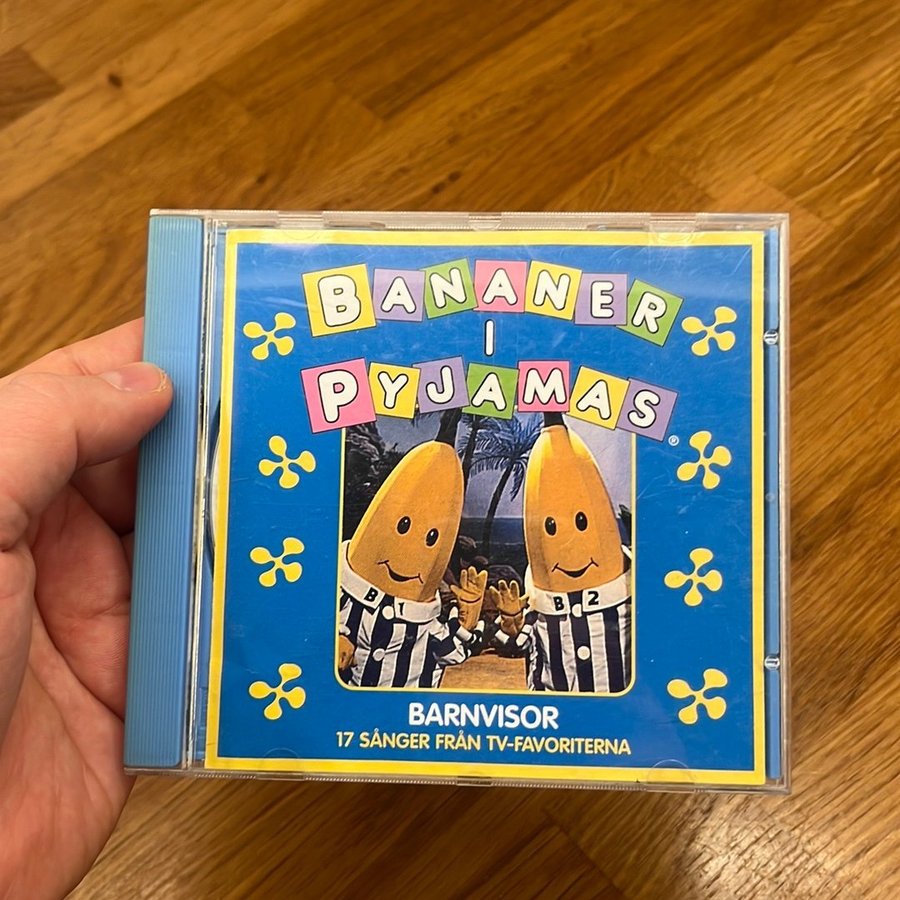 BANANER
I
PYJAMAS®
B1
B2
BARNVISOR
17 SÅNGER FRÅN TV-FAVORITERNA